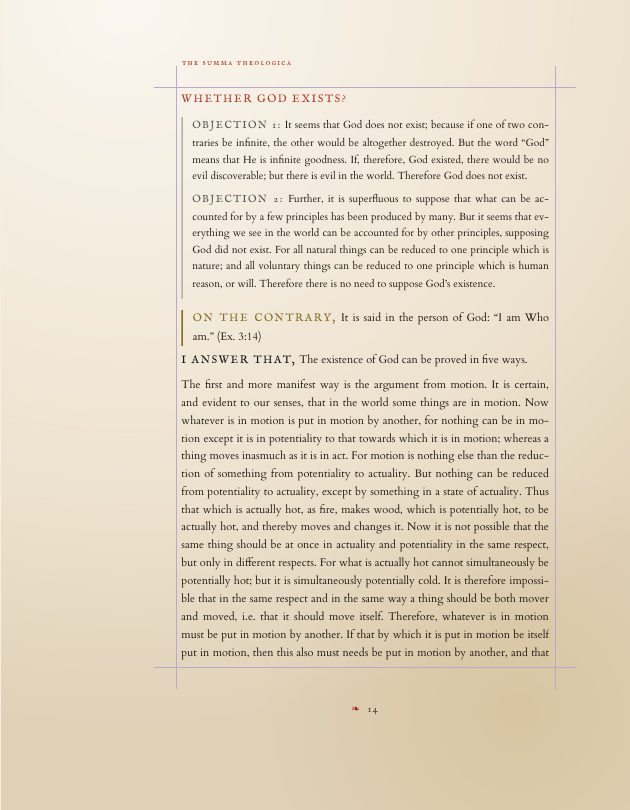 THE SUMMA THEOLOGICA
WHETHER GOD EXISTS?
OBJECTION 1: It seems that God does not exist; because if one of two con-
traries be infinite, the other would be altogether destroyed. But the word “God”
means that He is infinite goodness. If, therefore, God existed, there would be no
evil discoverable; but there is evil in the world. Therefore God does not exist.
OBJECTION 2: Further, it is superfluous to suppose that what can be ac-
counted for by a few principles has been produced by many. But it seems that ev-
erything we see in the world can be accounted for by other principles, supposing
God did not exist. For all natural things can be reduced to one principle which is
nature; and all voluntary things can be reduced to one principle which is human
reason, or will. Therefore there is no need to suppose God’s existence.
ON THE CONTRARY, It is said in the person of God: “I am Who
am.” (Ex. 3:14)
I ANSWER THAT, The existence of God can be proved in five ways.
The first and more manifest way is the argument from motion. It is certain,
and evident to our senses, that in the world some things are in motion. Now
whatever is in motion is put in motion by another, for nothing can be in mo-
tion except it is in potentiality to that towards which it is in motion; whereas a
thing moves inasmuch as it is in act. For motion is nothing else than the reduc-
tion of something from potentiality to actuality. But nothing can be reduced
from potentiality to actuality, except by something in a state of actuality. Thus
that which is actually hot, as fire, makes wood, which is potentially hot, to be
actually hot, and thereby moves and changes it. Now it is not possible that the
same thing should be at once in actuality and potentiality in the same respect,
but only in different respects. For what is actually hot cannot simultaneously be
potentially hot; but it is simultaneously potentially cold. It is therefore impossi-
ble that in the same respect and in the same way a thing should be both mover
and moved, i.e. that it should move itself. Therefore, whatever is in motion
must be put in motion by another. If that by which it is put in motion be itself
put in motion, then this also must needs be put in motion by another, and that
❧ 14